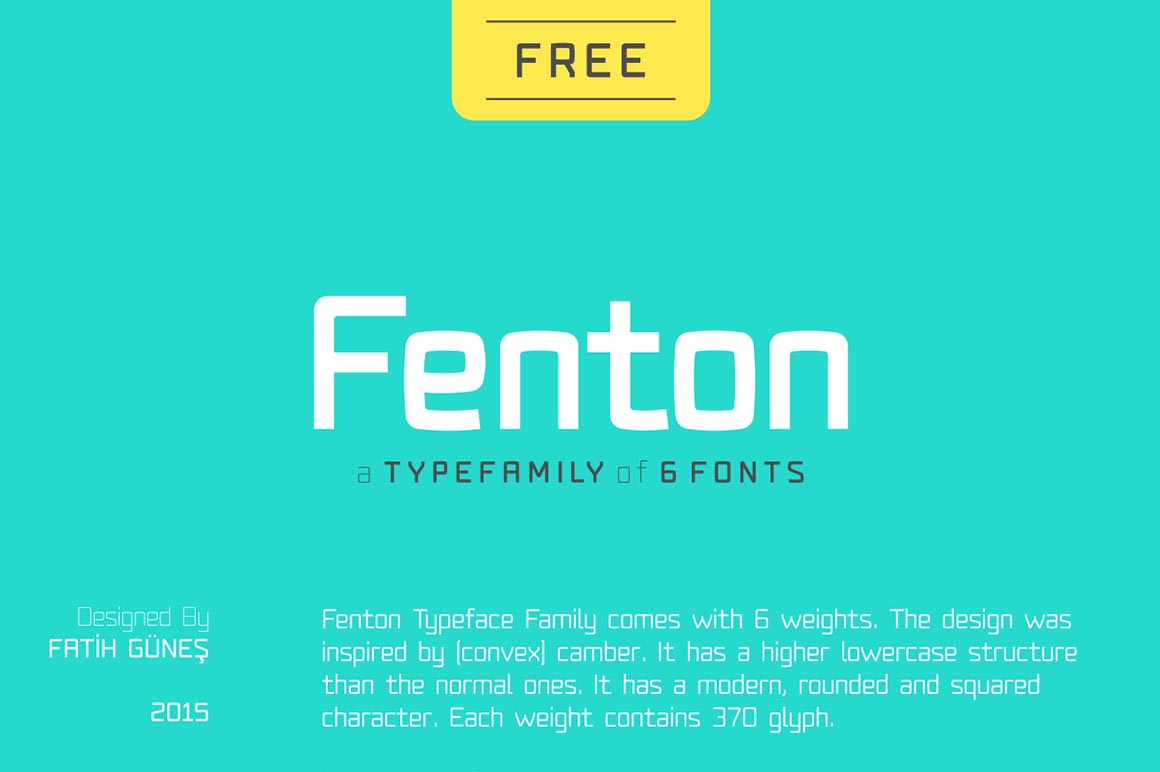 FREE
Fenton
a TYPEFAMILY of 6 FONTS
Designed By
FATİH GÜNEŞ
2015
Fenton Typeface Family comes with 6 weights. The design was
inspired by (convex) camber. It has a higher lowercase structure
than the normal ones. It has a modern, rounded and squared
character. Each weight contains 370 glyph.